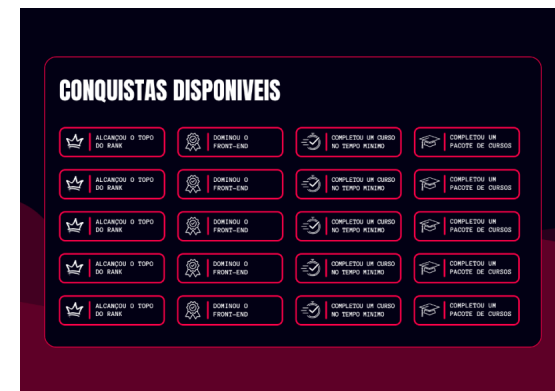 CONQUISTAS DISPONIVEIS
ALCANÇOU O TOPO
DO RANK
DOMINOU O
FRONT-END
COMPLETOU UM CURSO
NO TEMPO MINIMO
COMPLETOU UM
PACOTE DE CURSOS
ALCANÇOU O TOPO
DO RANK
DOMINOU O
FRONT-END
COMPLETOU UM CURSO
NO TEMPO MINIMO
COMPLETOU UM
PACOTE DE CURSOS
ALCANÇOU O TOPO
DO RANK
DOMINOU O
FRONT-END
COMPLETOU UM CURSO
NO TEMPO MINIMO
COMPLETOU UM
PACOTE DE CURSOS
ALCANÇOU O TOPO
DO RANK
DOMINOU O
FRONT-END
COMPLETOU UM CURSO
NO TEMPO MINIMO
COMPLETOU UM
PACOTE DE CURSOS
ALCANÇOU O TOPO
DO RANK
DOMINOU O
FRONT-END
COMPLETOU UM CURSO
NO TEMPO MINIMO
COMPLETOU UM
PACOTE DE CURSOS